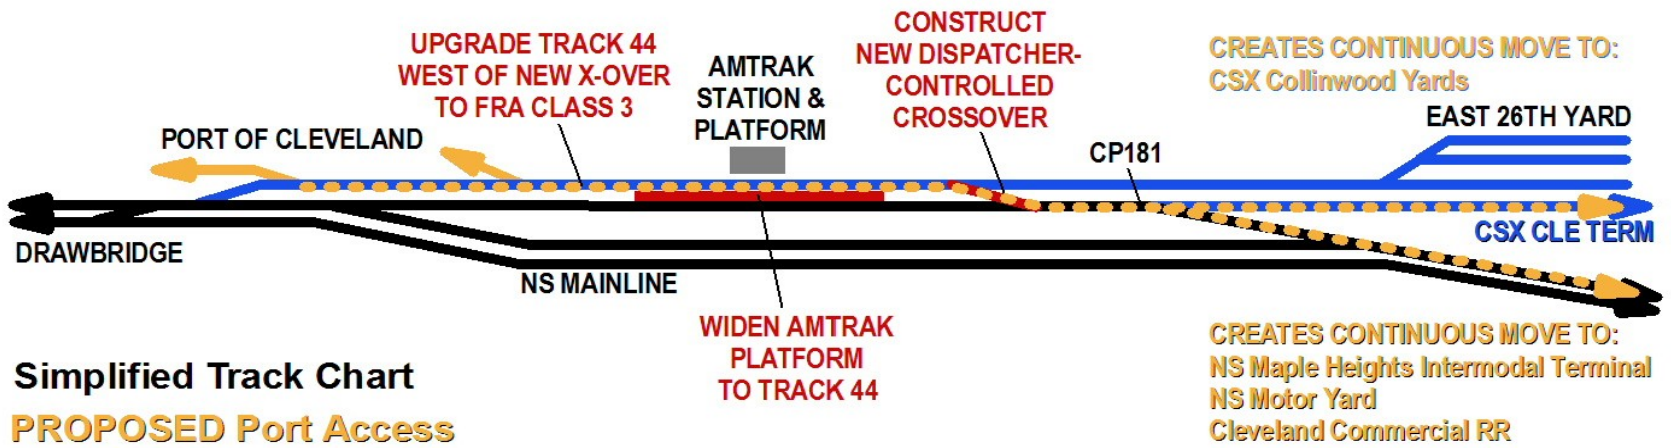 UPGRADE TRACK 44
WEST OF NEW X-OVER
TO FRA CLASS 3
AMTRAK
STATION &
PLATFORM
CONSTRUCT
NEW DISPATCHER-
CONTROLLED
CROSSOVER
CREATES CONTINUOUS MOVE TO:
CSX Collinwood Yards
PORT OF CLEVELAND
CP181
EAST 26TH YARD
DRAWBRIDGE
NS MAINLINE
CSX CLE TERM
WIDEN AMTRAK
PLATFORM
TO TRACK 44
CREATES CONTINUOUS MOVE TO:
NS Maple Heights Intermodal Terminal
NS Motor Yard
Cleveland Commercial RR
Simplified Track Chart
PROPOSED Port Access